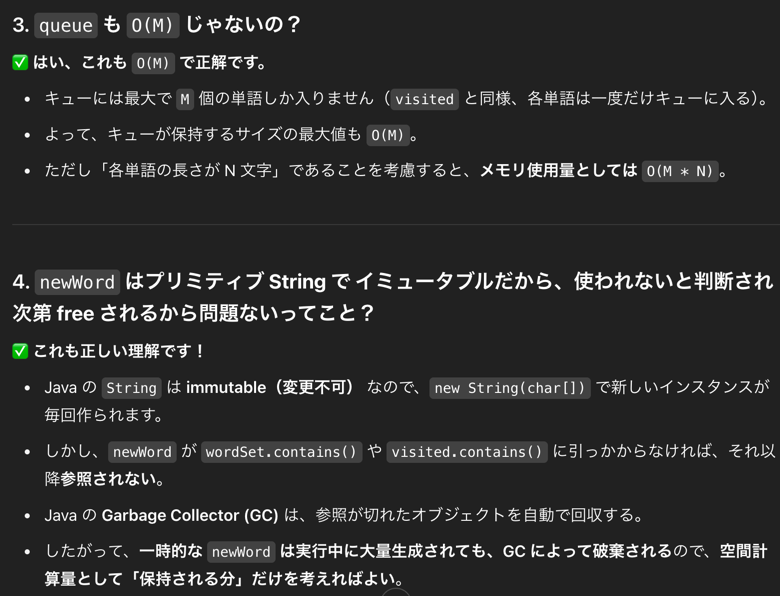 3. queue も O(M) じゃないの？
✅ はい、これも O(M) で正解です。
• キューには最大で M 個の単語しか入りません（visited と同様、各単語は一度だけキューに入る）。
• よって、キューが保持するサイズの最大値も O(M)。
• ただし「各単語の長さが N 文字」であることを考慮すると、メモリ使用量としては O(M * N)。
4. newWord はプリミティブ String で イミュータブルだから、使われないと判断され
次第 free されるから問題ないってこと？
✅ これも正しい理解です！
• Java の String は immutable（変更不可） なので、new String(char[]) で新しいインスタンスが
毎回作られます。
• しかし、newWord が wordSet.contains() や visited.contains() に引っかからなければ、それ以
降参照されない。
• Java の Garbage Collector (GC) は、参照が切れたオブジェクトを自動で回収する。
• したがって、一時的な newWord は実行中に大量生成されても、GC によって破棄されるので、空間計
算量として「保持される分」だけを考えればよい。